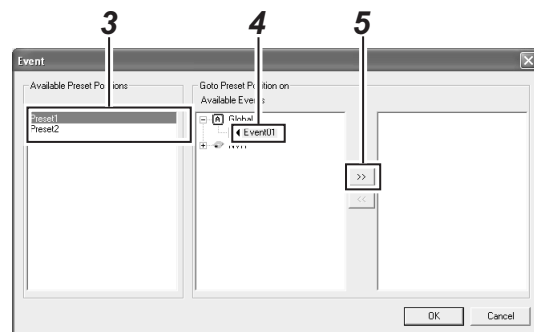 3 4 5
Event
Available Preset Positions
Goto Preset Position on
Available Events
Preset1
Preset2
Global
Event01
>>
<<
OK Cancel